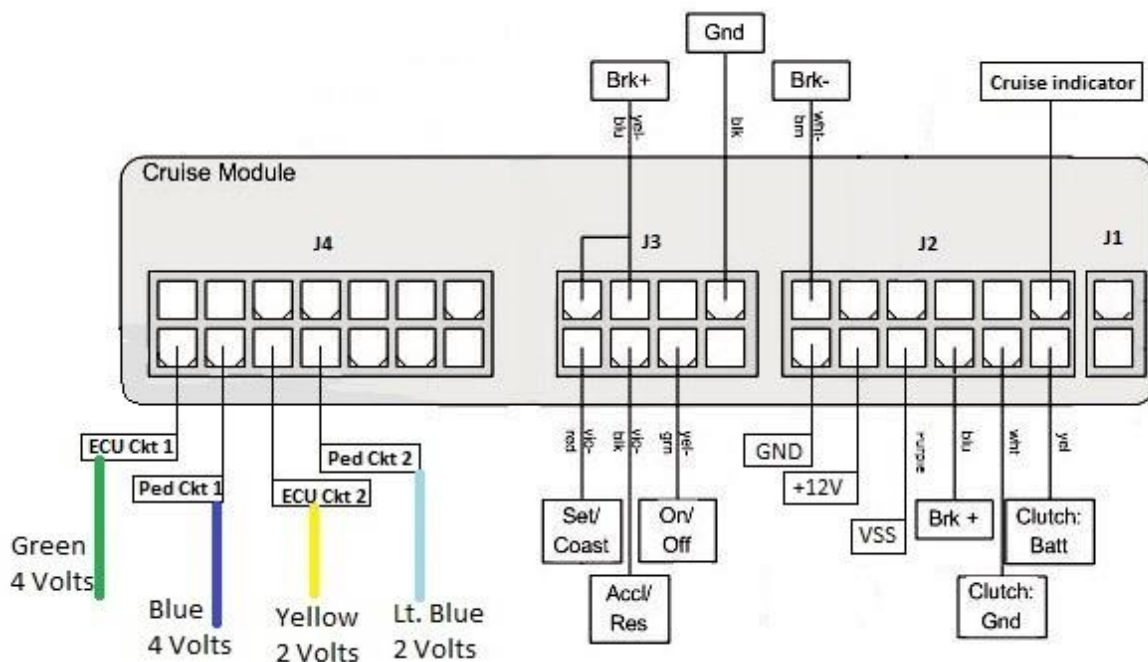 Gnd
Brk+
Brk-
Cruise indicator
yel-
blu
blk
wht-
brn
Cruise Module
J4
J3
J2
J1
ECU Ckt 1
Ped Ckt 1
ECU Ckt 2
Ped Ckt 2
vio-
red
vio-
blk
yel-
grn
GND
+12V
VSS
purple
blu
wht
yel
Set/
Coast
Accl/
Res
On/
Off
Brk +
Clutch:
Gnd
Clutch:
Batt
Green
4 Volts
Blue
4 Volts
Yellow
2 Volts
Lt. Blue
2 Volts